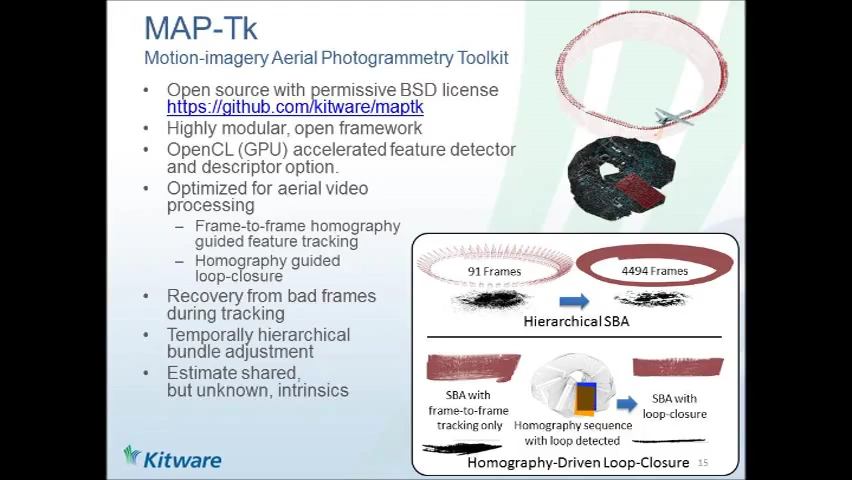 MAP-Tk
Motion-imagery Aerial Photogrammetry Toolkit
• Open source with permissive BSD license
https://github.com/kitware/maptk
• Highly modular, open framework
• OpenCL (GPU) accelerated feature detector
and descriptor option.
• Optimized for aerial video
processing
– Frame-to-frame homography
guided feature tracking
– Homography guided
loop-closure
• Recovery from bad frames
during tracking
• Temporally hierarchical
bundle adjustment
• Estimate shared,
but unknown, intrinsics
91 Frames
4494 Frames
Hierarchical SBA
SBA with
frame-to-frame
tracking only
Homography sequence
with loop detected
SBA with
loop-closure
Homography-Driven Loop-Closure
15
Kitware